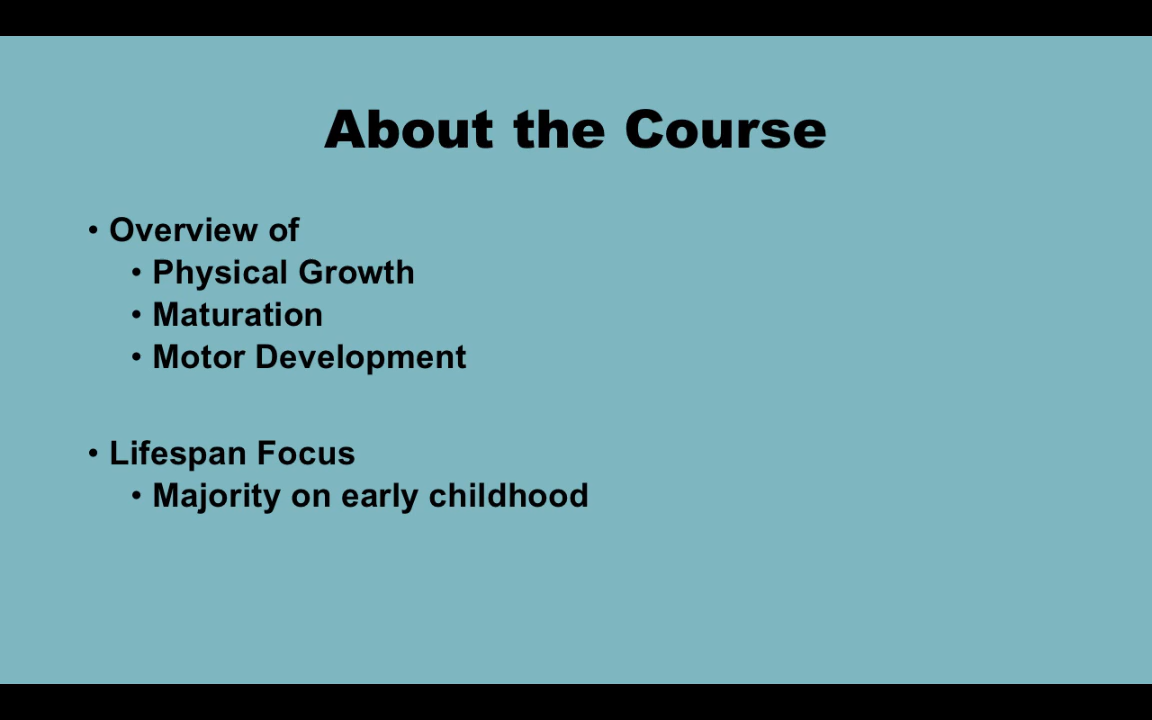 About the Course
• Overview of
• Physical Growth
• Maturation
• Motor Development
• Lifespan Focus
• Majority on early childhood